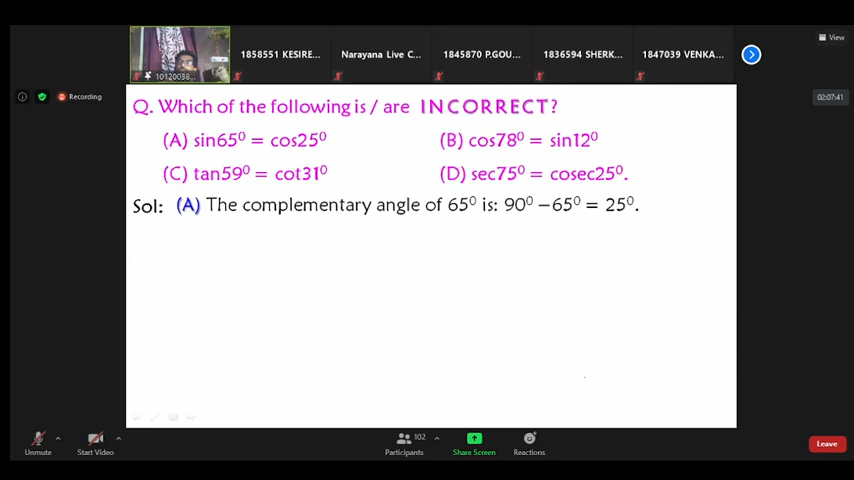 1858551 KESIRE... Narayana Live C... 1845870 P.GOU... 1836594 SHERK... 1847039 VENKA... View
10120038...
Recording 02:07:41
Q. Which of the following is / are INCORRECT?
(A) sin65⁰ = cos25⁰ (B) cos78⁰ = sin12⁰
(C) tan59⁰ = cot31⁰ (D) sec75⁰ = cosec25⁰.
Sol: (A) The complementary angle of 65⁰ is: 90⁰ –65⁰ = 25⁰.
102
Unmute Start Video Participants Share Screen Reactions Leave